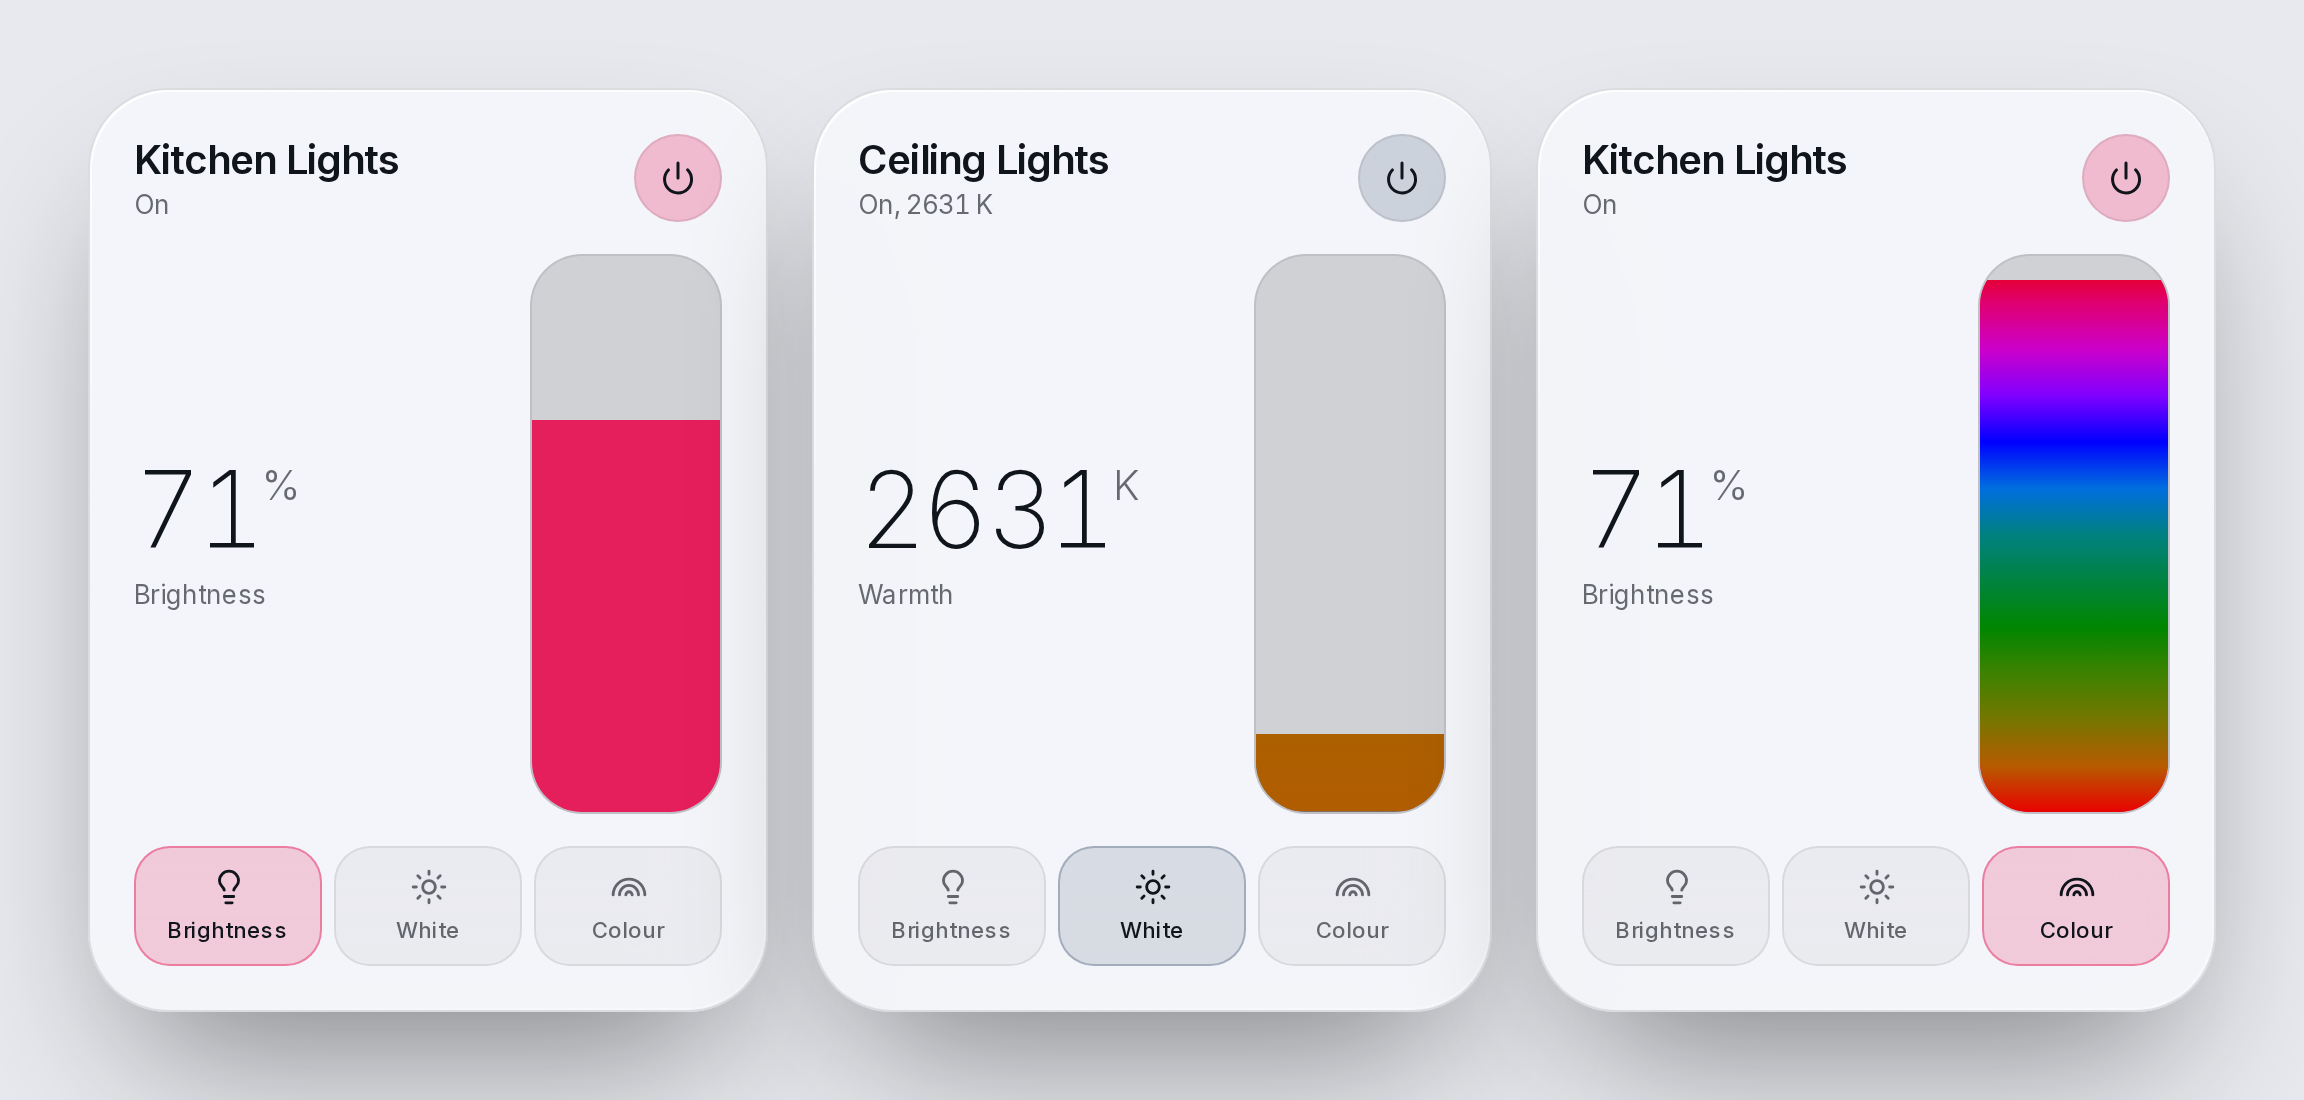 Kitchen Lights
On
71%
Brightness
Brightness
White
Colour
Ceiling Lights
On, 2631 K
2631K
Warmth
Brightness
White
Colour
Kitchen Lights
On
71%
Brightness
Brightness
White
Colour